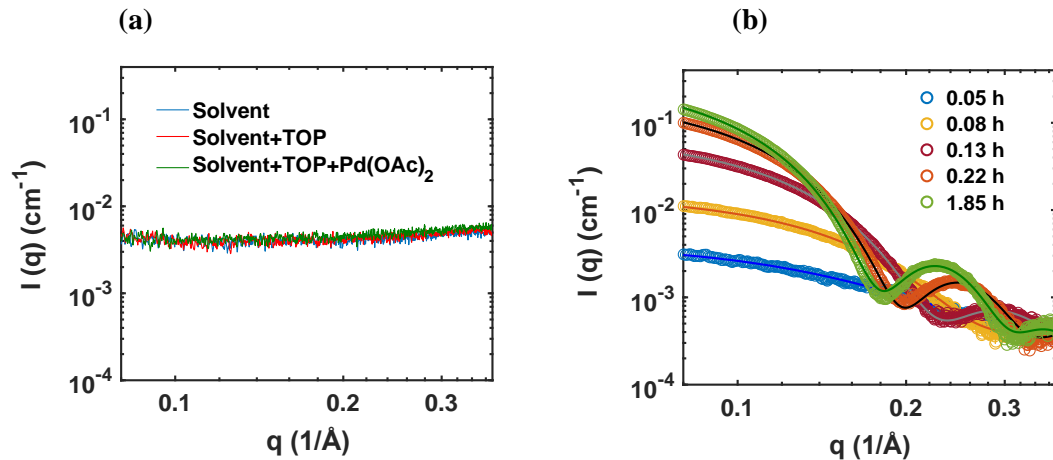 (a)
(b)
Solvent
Solvent+TOP
Solvent+TOP+Pd(OAc)₂
10⁻¹
10⁻²
10⁻³
10⁻⁴
0.1 0.2 0.3
I (q) (cm⁻¹)
q (1/Å)
0.05 h
0.08 h
0.13 h
0.22 h
1.85 h
10⁻¹
10⁻²
10⁻³
10⁻⁴
0.1 0.2 0.3
I (q) (cm⁻¹)
q (1/Å)